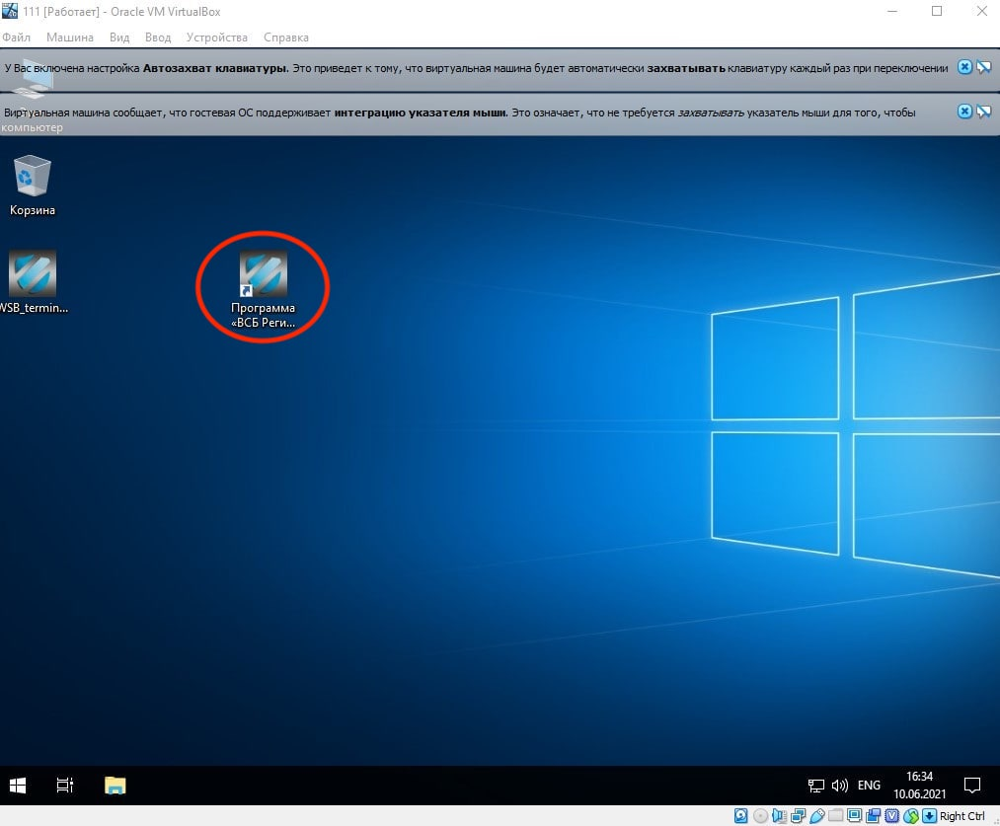 111 [Работает] - Oracle VM VirtualBox
Файл Машина Вид Ввод Устройства Справка
У Вас включена настройка Автозахват клавиатуры. Это приведет к тому, что виртуальная машина будет автоматически захватывать клавиатуру каждый раз при переключении
Виртуальная машина сообщает, что гостевая ОС поддерживает интеграцию указателя мыши. Это означает, что не требуется захватывать указатель мыши для того, чтобы
компьютер
Корзина
WSB_termin...
Программа
«ВСБ Реги...
ENG
16:34
10.06.2021
Right Ctrl